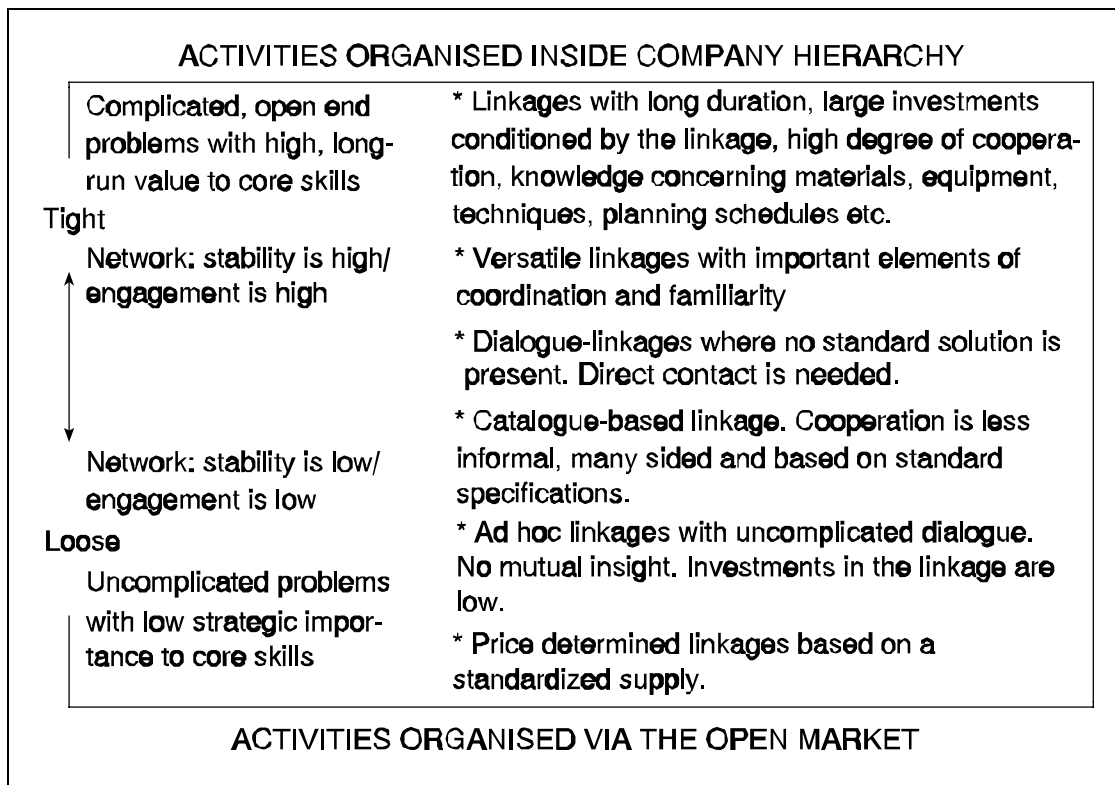 ACTIVITIES ORGANISED INSIDE COMPANY HIERARCHY
Complicated, open end
problems with high, long-
run value to core skills
Tight
Network: stability is high/
engagement is high
Network: stability is low/
engagement is low
Loose
Uncomplicated problems
with low strategic impor-
tance to core skills
* Linkages with long duration, large investments
conditioned by the linkage, high degree of coopera-
tion, knowledge concerning materials, equipment,
techniques, planning schedules etc.
* Versatile linkages with important elements of
coordination and familiarity
* Dialogue-linkages where no standard solution is
present. Direct contact is needed.
* Catalogue-based linkage. Cooperation is less
informal, many sided and based on standard
specifications.
* Ad hoc linkages with uncomplicated dialogue.
No mutual insight. Investments in the linkage are
low.
* Price determined linkages based on a
standardized supply.
ACTIVITIES ORGANISED VIA THE OPEN MARKET